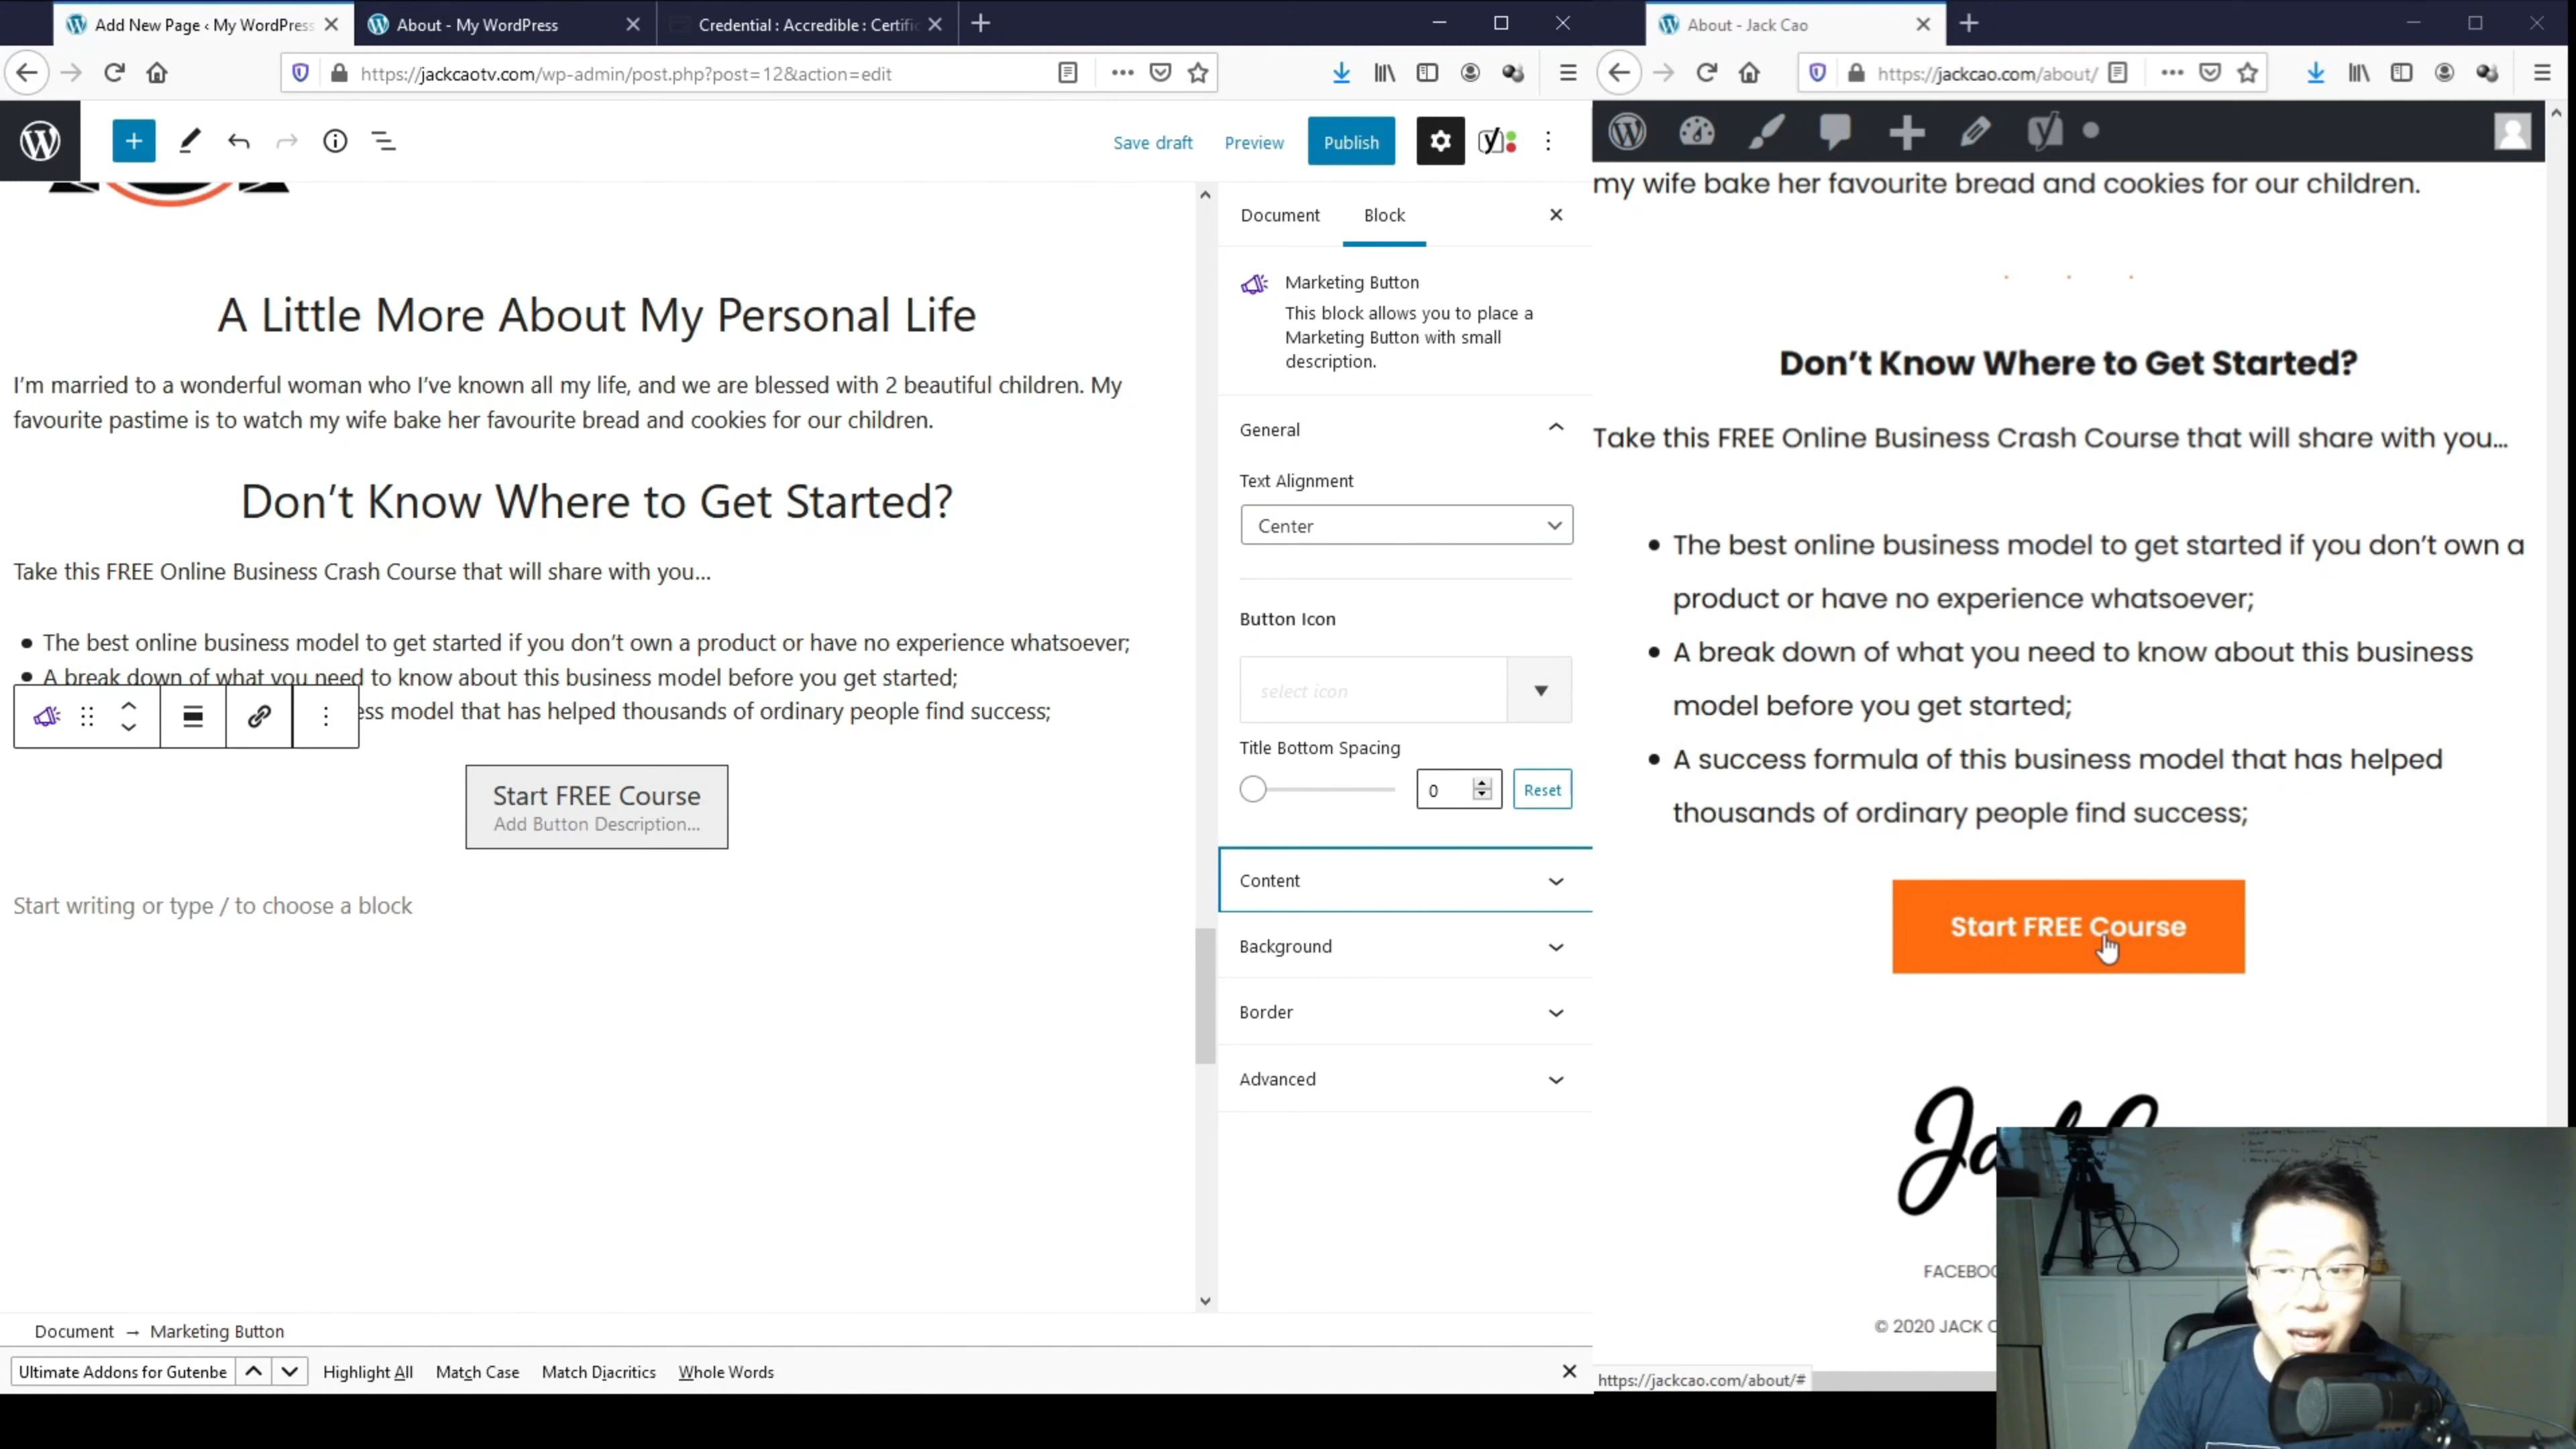 Add New Page ‹ My WordPress
About - My WordPress
Credential : Accredible : Certific
https://jackcaotv.com/wp-admin/post.php?post=12&action=edit
Save draft
Preview
Publish
A Little More About My Personal Life
I'm married to a wonderful woman who I've known all my life, and we are blessed with 2 beautiful children. My
favourite pastime is to watch my wife bake her favourite bread and cookies for our children.
Don't Know Where to Get Started?
Take this FREE Online Business Crash Course that will share with you...
• The best online business model to get started if you don't own a product or have no experience whatsoever;
• A break down of what you need to know about this business model before you get started;
ess model that has helped thousands of ordinary people find success;
Start FREE Course
Add Button Description...
Start writing or type / to choose a block
Document
Block
Marketing Button
This block allows you to place a
Marketing Button with small
description.
General
Text Alignment
Center
Button Icon
select icon
Title Bottom Spacing
0
Reset
Content
Background
Border
Advanced
Document → Marketing Button
Ultimate Addons for Gutenbe
Highlight All
Match Case
Match Diacritics
Whole Words
About - Jack Cao
https://jackcao.com/about/
my wife bake her favourite bread and cookies for our children.
Don't Know Where to Get Started?
Take this FREE Online Business Crash Course that will share with you...
• The best online business model to get started if you don't own a
product or have no experience whatsoever;
• A break down of what you need to know about this business
model before you get started;
• A success formula of this business model that has helped
thousands of ordinary people find success;
Start FREE Course
FACEBOO
© 2020 JACK C
https://jackcao.com/about/#